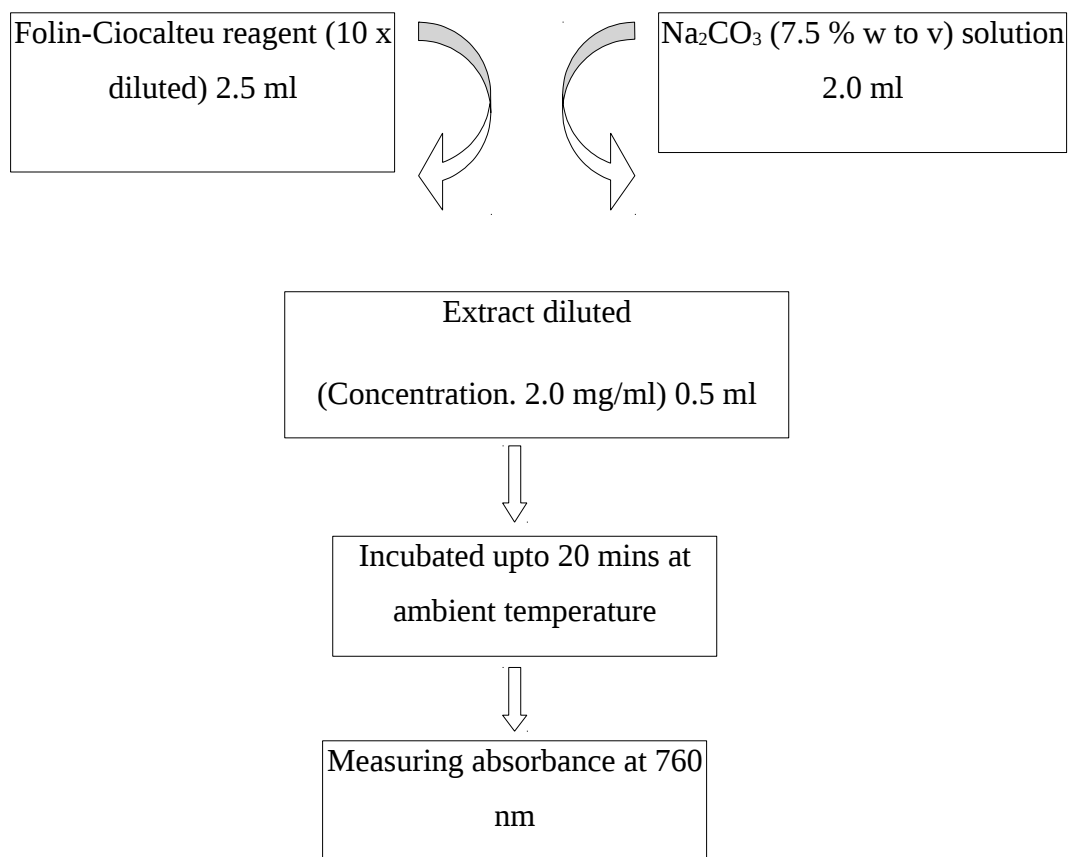 Folin-Ciocalteu reagent (10 x
diluted) 2.5 ml
Na₂CO₃ (7.5 % w to v) solution
2.0 ml
Extract diluted
(Concentration. 2.0 mg/ml) 0.5 ml
Incubated upto 20 mins at
ambient temperature
Measuring absorbance at 760
nm